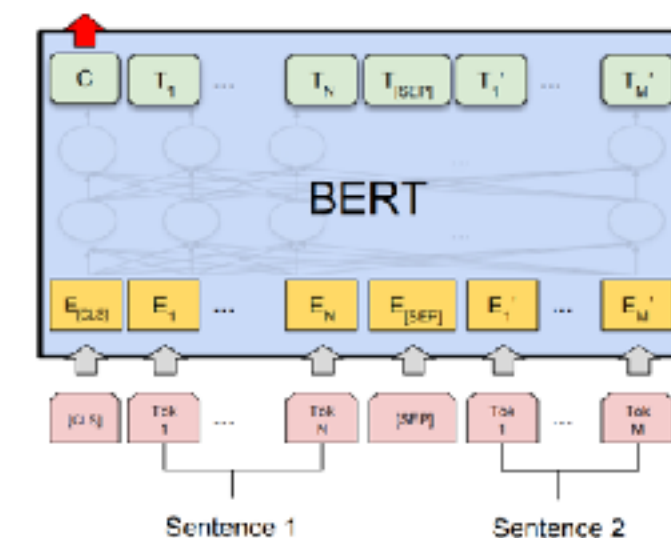 C T1 ... TN T[SEP] T1' ... TM'
BERT
E[CLS] E1 ... EN E[SEP] E1' ... EM'
[CLS] Tok 1 ... Tok N [SEP] Tok 1 ... Tok M
Sentence 1 Sentence 2